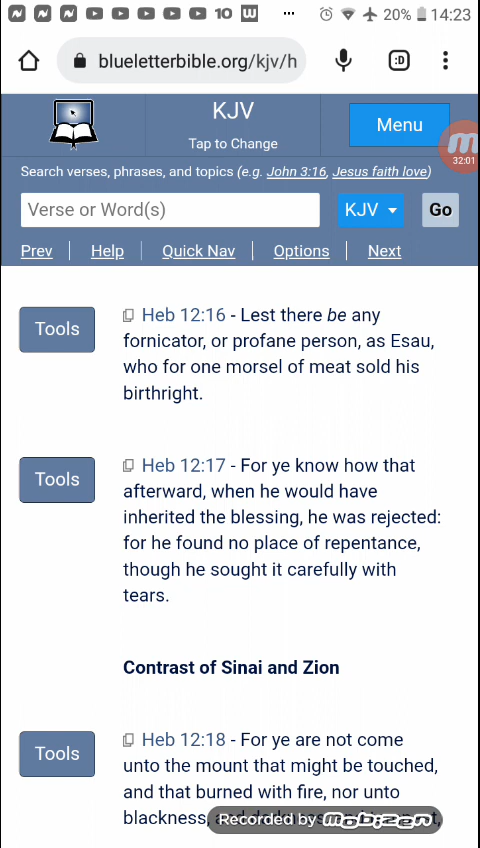 10 W ... 20% 14:23
blueletterbible.org/kjv/h :D
KJV
Tap to Change
Menu
32:01
Search verses, phrases, and topics (e.g. John 3:16, Jesus faith love)
Verse or Word(s) KJV Go
Prev | Help | Quick Nav | Options | Next
Tools
Heb 12:16 - Lest there be any
fornicator, or profane person, as Esau,
who for one morsel of meat sold his
birthright.
Tools
Heb 12:17 - For ye know how that
afterward, when he would have
inherited the blessing, he was rejected:
for he found no place of repentance,
though he sought it carefully with
tears.
Contrast of Sinai and Zion
Tools
Heb 12:18 - For ye are not come
unto the mount that might be touched,
and that burned with fire, nor unto
blackness,
Recorded by mobizen